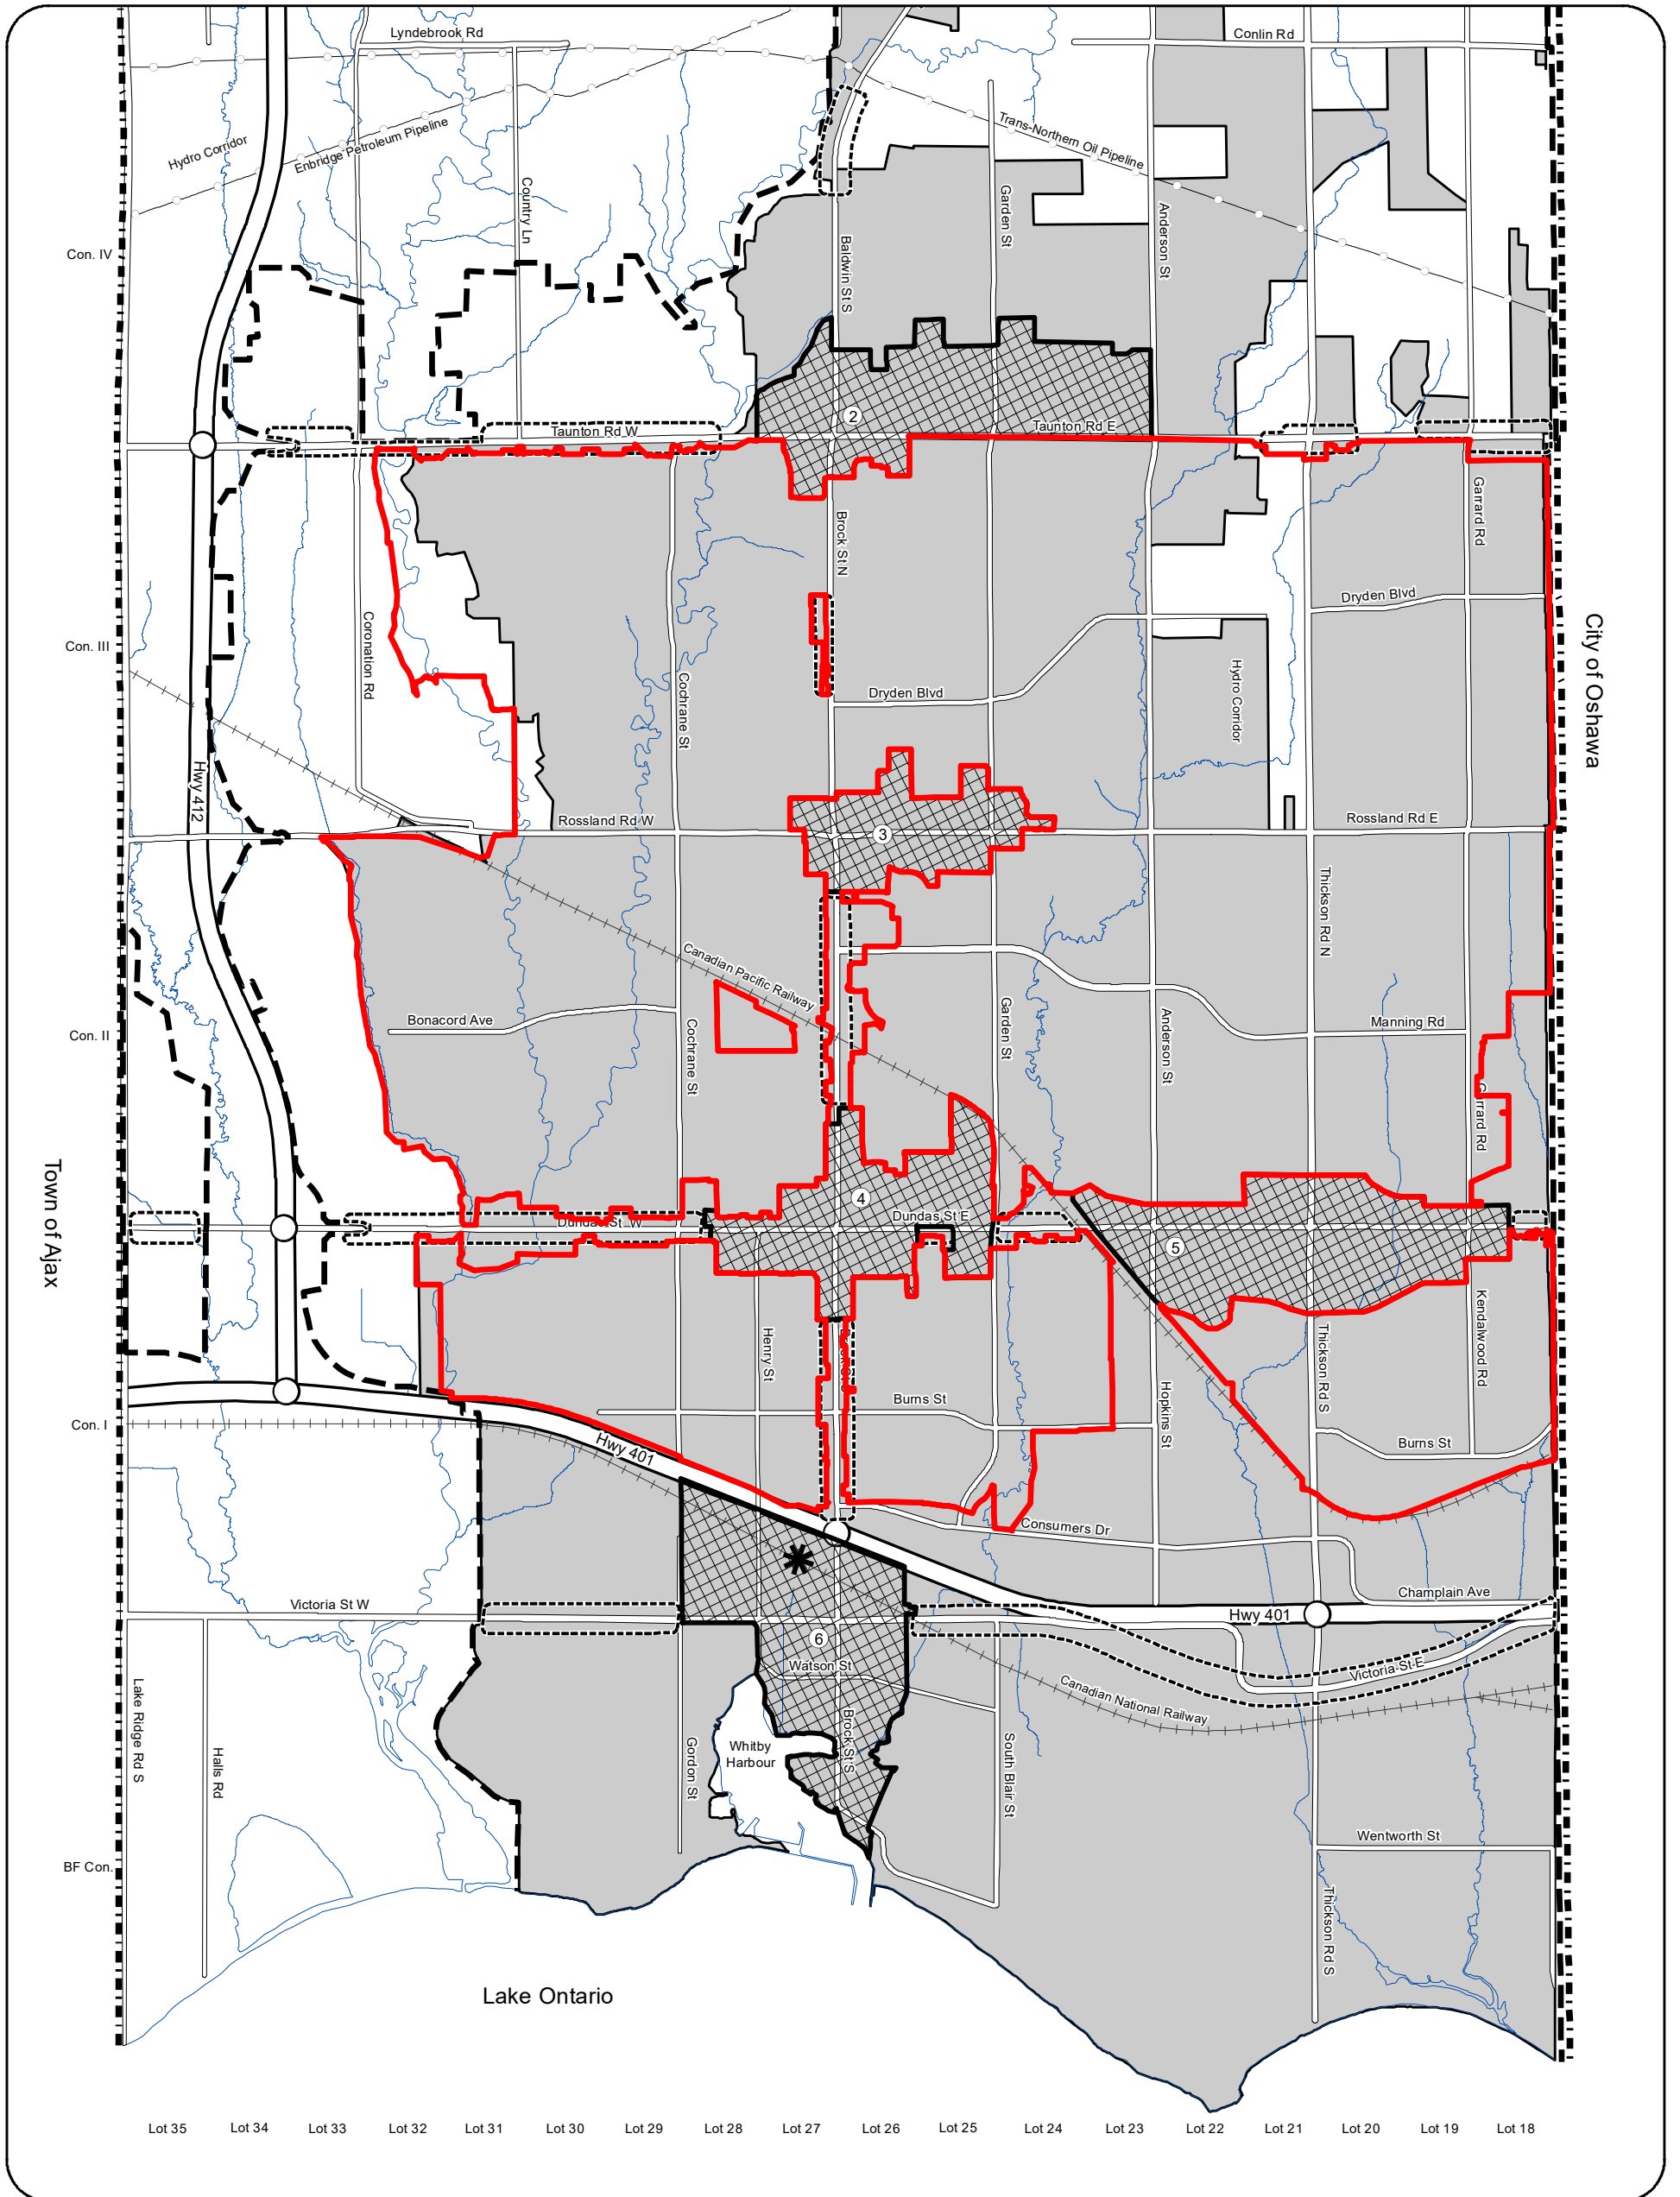 Lyndebrook Rd
Conlin Rd
Hydro Corridor
Enbridge Petroleum Pipeline
Trans-Northern Oil Pipeline
Country Ln
Garden St
Anderson St
Con. IV
Baldwin St S
2
Taunton Rd W
Taunton Rd E
Garrard Rd
Brock St N
Dryden Blvd
City of Oshawa
Coronation Rd
Con. III
Cochrane St
Hydro Corridor
Dryden Blvd
Hwy 412
Rossland Rd W
3
Rossland Rd E
Thickson Rd N
Canadian Pacific Railway
Bonacord Ave
Cochrane St
Garden St
Anderson St
Manning Rd
Con. II
Garrard Rd
Town of Ajax
4
Dundas St W
Dundas St E
5
Henry St
Thickson Rd S
Kendalwood Rd
Burns St
Hopkins St
Con. I
Hwy 401
Burns St
Consumers Dr
Champlain Ave
Victoria St W
Hwy 401
6
Watson St
Victoria St E
Canadian National Railway
Lake Ridge Rd S
Halls Rd
Gordon St
Whitby
Harbour
Brock St S
South Blair St
Wentworth St
BF Con.
Thickson Rd S
Lake Ontario
Lot 35
Lot 34
Lot 33
Lot 32
Lot 31
Lot 30
Lot 29
Lot 28
Lot 27
Lot 26
Lot 25
Lot 24
Lot 23
Lot 22
Lot 21
Lot 20
Lot 19
Lot 18